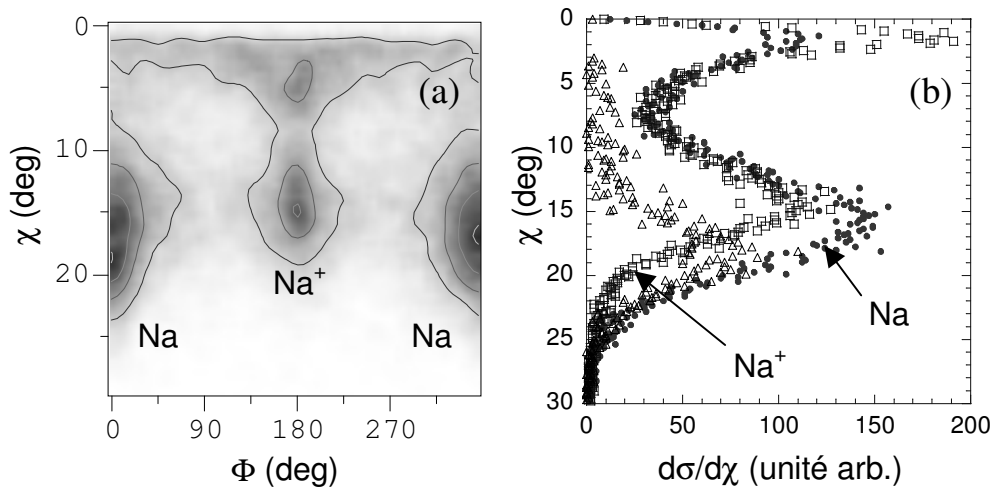 0
10
20
χ (deg)
(a)
Na⁺
Na
Na
0
90
180
270
Φ (deg)
0
5
10
15
20
25
30
χ (deg)
(b)
Na
Na⁺
0
50
100
150
200
dσ/dχ (unité arb.)